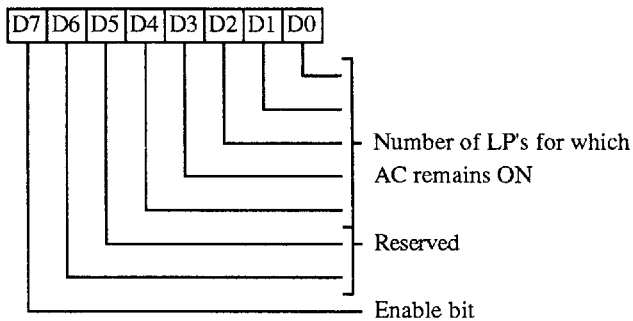 D7 D6 D5 D4 D3 D2 D1 D0
Number of LP's for which
AC remains ON
Reserved
Enable bit